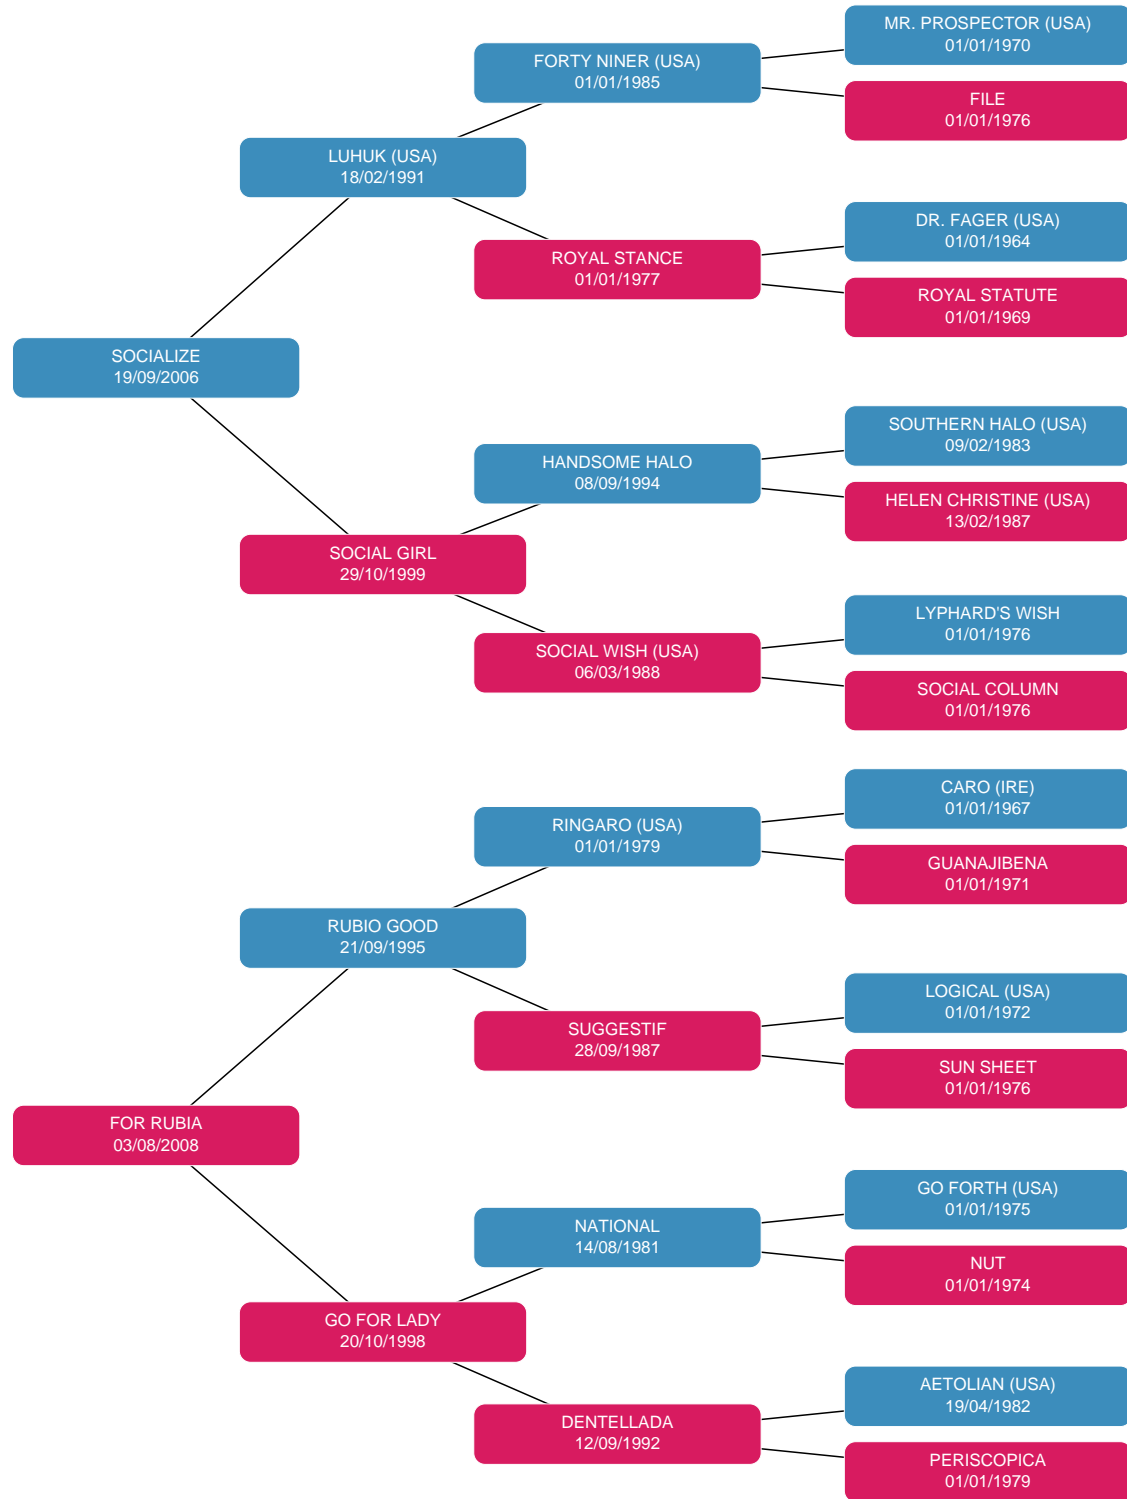 MR. PROSPECTOR (USA)
01/01/1970
FORTY NINER (USA)
01/01/1985
FILE
01/01/1976
LUHUK (USA)
18/02/1991
DR. FAGER (USA)
01/01/1964
ROYAL STANCE
01/01/1977
ROYAL STATUTE
01/01/1969
SOCIALIZE
19/09/2006
SOUTHERN HALO (USA)
09/02/1983
HANDSOME HALO
08/09/1994
HELEN CHRISTINE (USA)
13/02/1987
SOCIAL GIRL
29/10/1999
LYPHARD'S WISH
01/01/1976
SOCIAL WISH (USA)
06/03/1988
SOCIAL COLUMN
01/01/1976
CARO (IRE)
01/01/1967
RINGARO (USA)
01/01/1979
GUANAJIBENA
01/01/1971
RUBIO GOOD
21/09/1995
LOGICAL (USA)
01/01/1972
SUGGESTIF
28/09/1987
SUN SHEET
01/01/1976
FOR RUBIA
03/08/2008
GO FORTH (USA)
01/01/1975
NATIONAL
14/08/1981
NUT
01/01/1974
GO FOR LADY
20/10/1998
AETOLIAN (USA)
19/04/1982
DENTELLADA
12/09/1992
PERISCOPICA
01/01/1979